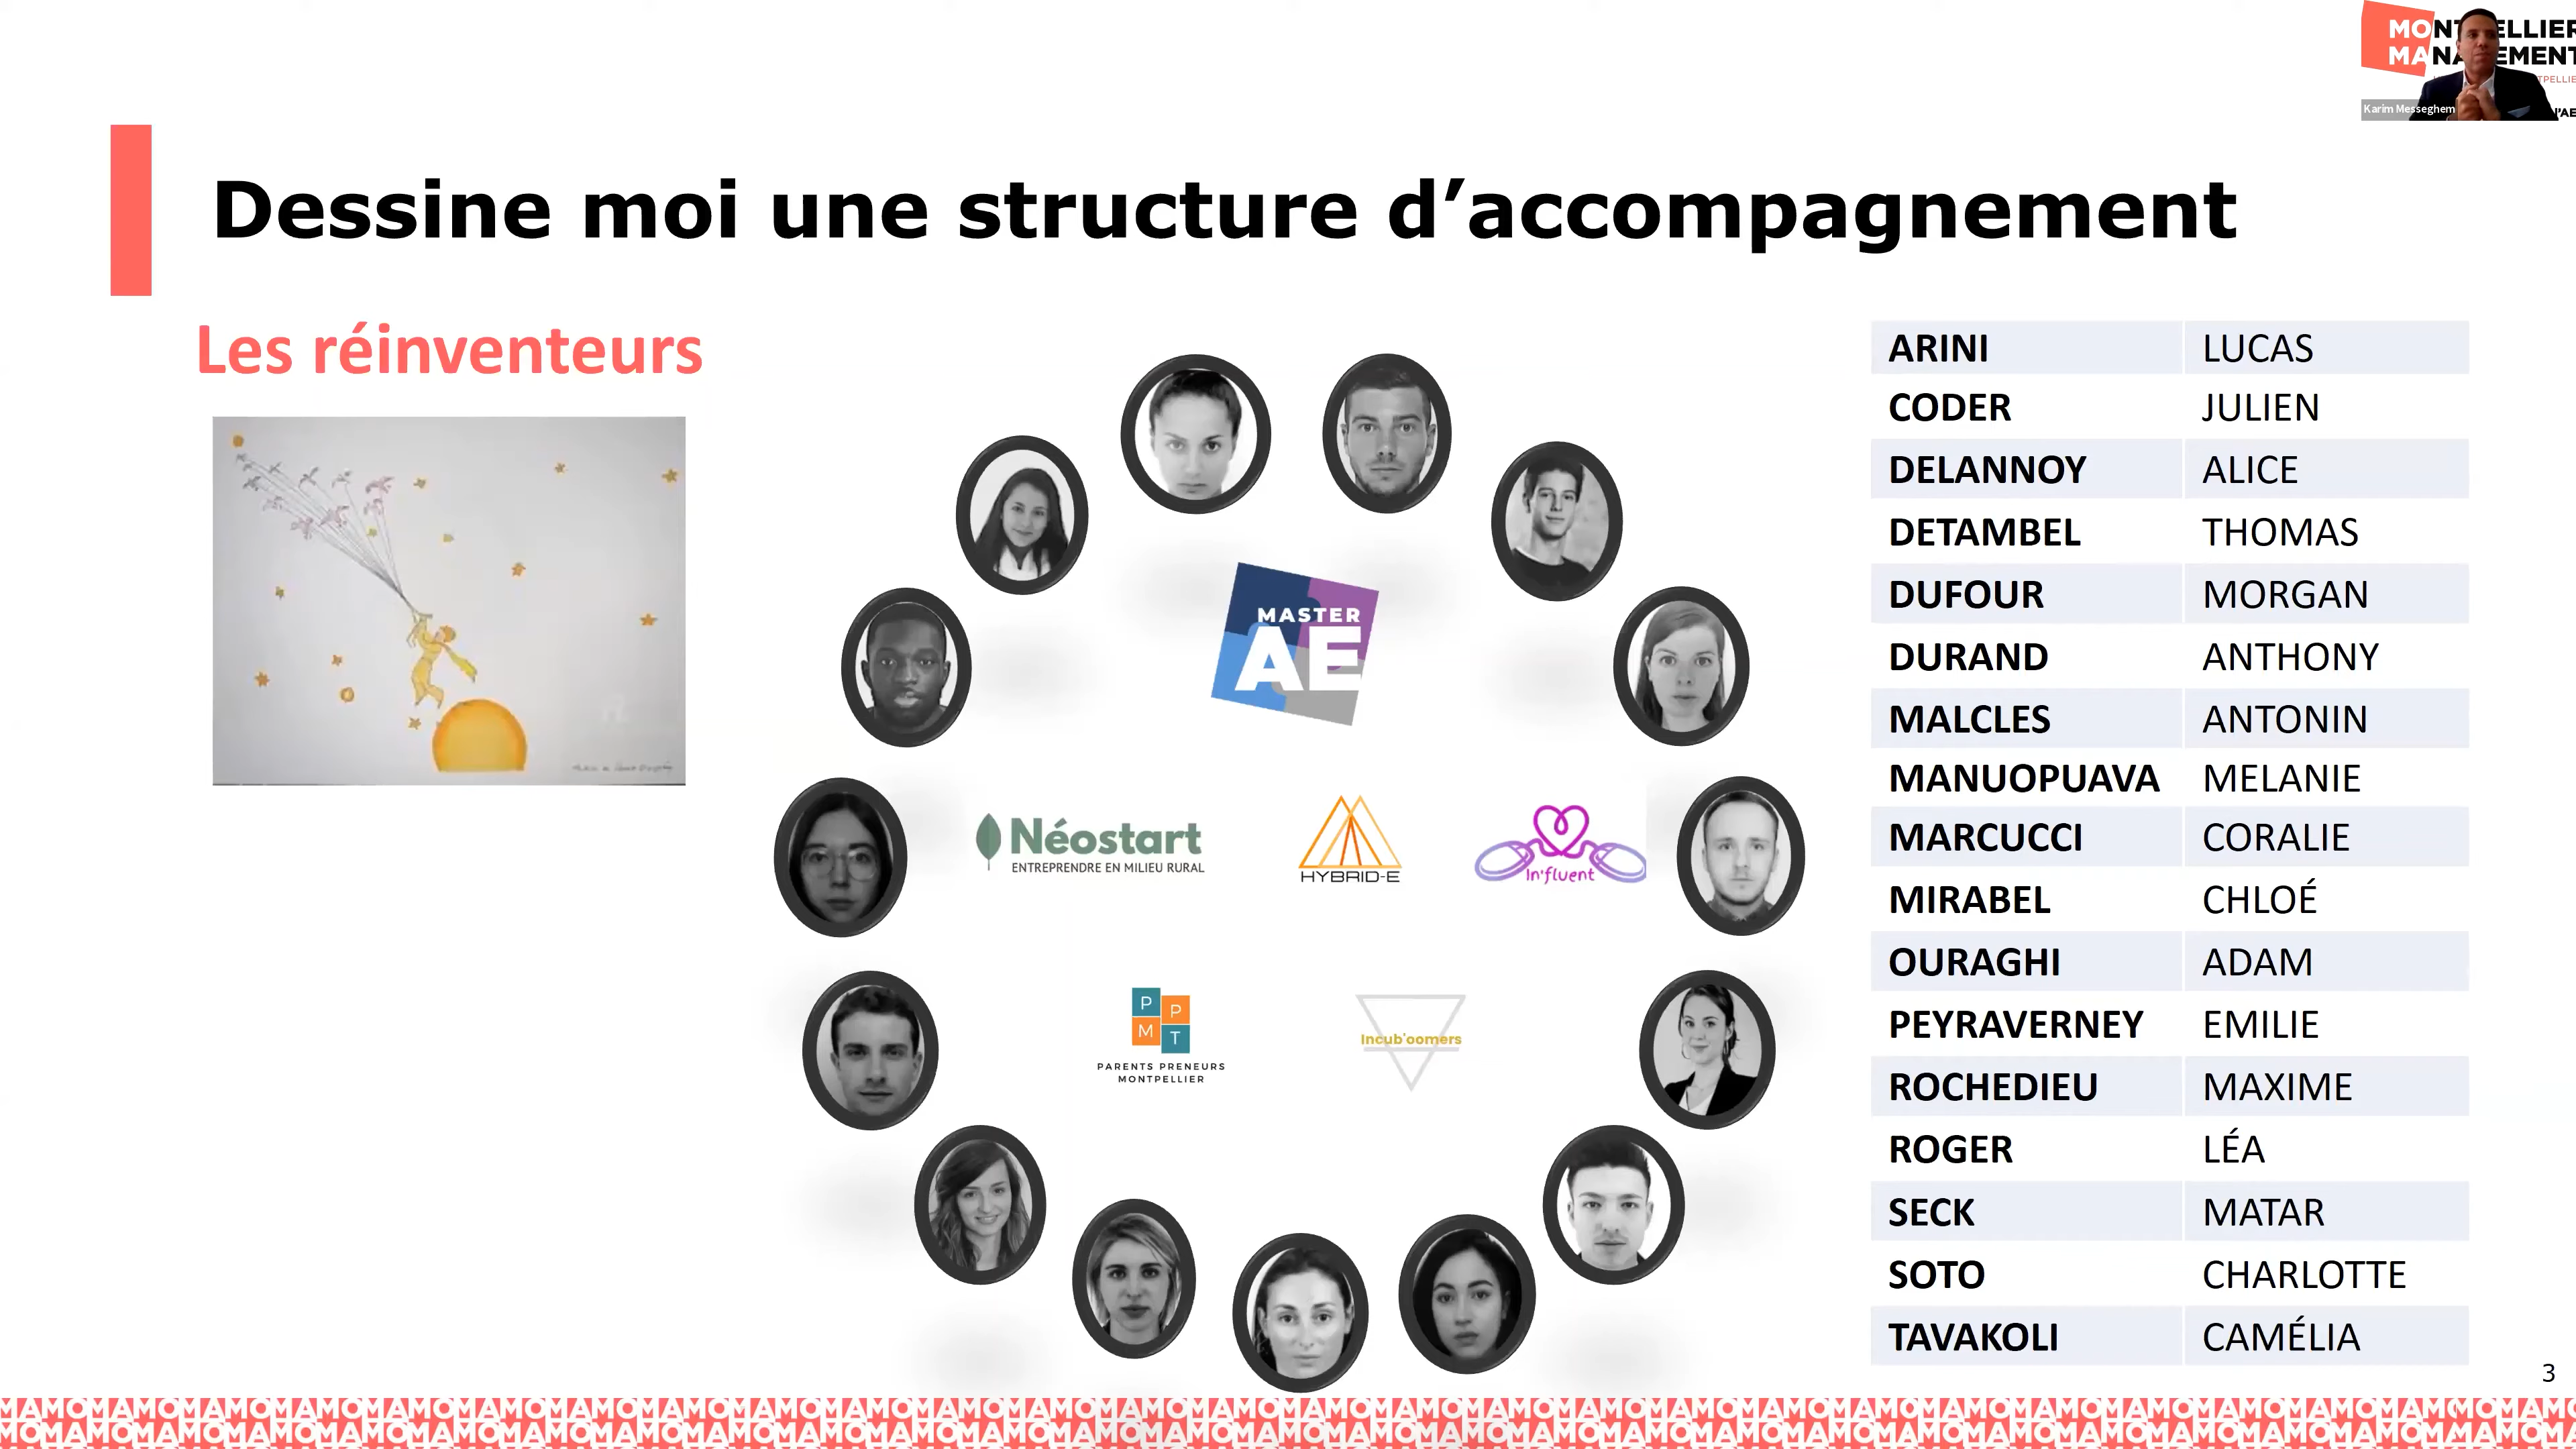 MONTPELLIER
MANAGEMENT
Karim Messeghem
Dessine moi une structure d’accompagnement
Les réinventeurs
MASTER
AE
Néostart
ENTREPRENDRE EN MILIEU RURAL
HYBRID-E
In'fluent
P P
M T
PARENTS PRENEURS
MONTPELLIER
Incub'oomers
ARINI LUCAS
CODER JULIEN
DELANNOY ALICE
DETAMBEL THOMAS
DUFOUR MORGAN
DURAND ANTHONY
MALCLES ANTONIN
MANUOPUAVA MELANIE
MARCUCCI CORALIE
MIRABEL CHLOÉ
OURAGHI ADAM
PEYRAVERNEY EMILIE
ROCHEDIEU MAXIME
ROGER LÉA
SECK MATAR
SOTO CHARLOTTE
TAVAKOLI CAMÉLIA
3